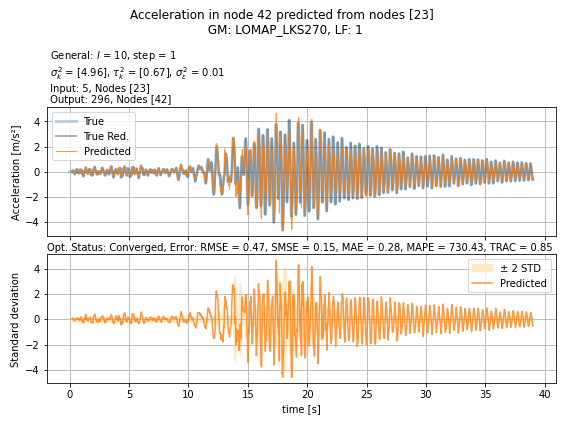 Acceleration in node 42 predicted from nodes [23]
GM: LOMAP_LKS270, LF: 1
General: l = 10, step = 1
σ²ₖ = [4.96], τ²ₖ = [0.67], σ²ε = 0.01
Input: 5, Nodes [23]
Output: 296, Nodes [42]
True
True Red.
Predicted
Acceleration [m/s²]
4
2
0
−2
−4
Opt. Status: Converged, Error: RMSE = 0.47, SMSE = 0.15, MAE = 0.28, MAPE = 730.43, TRAC = 0.85
± 2 STD
Predicted
Standard deviation
4
2
0
−2
−4
0 5 10 15 20 25 30 35 40
time [s]